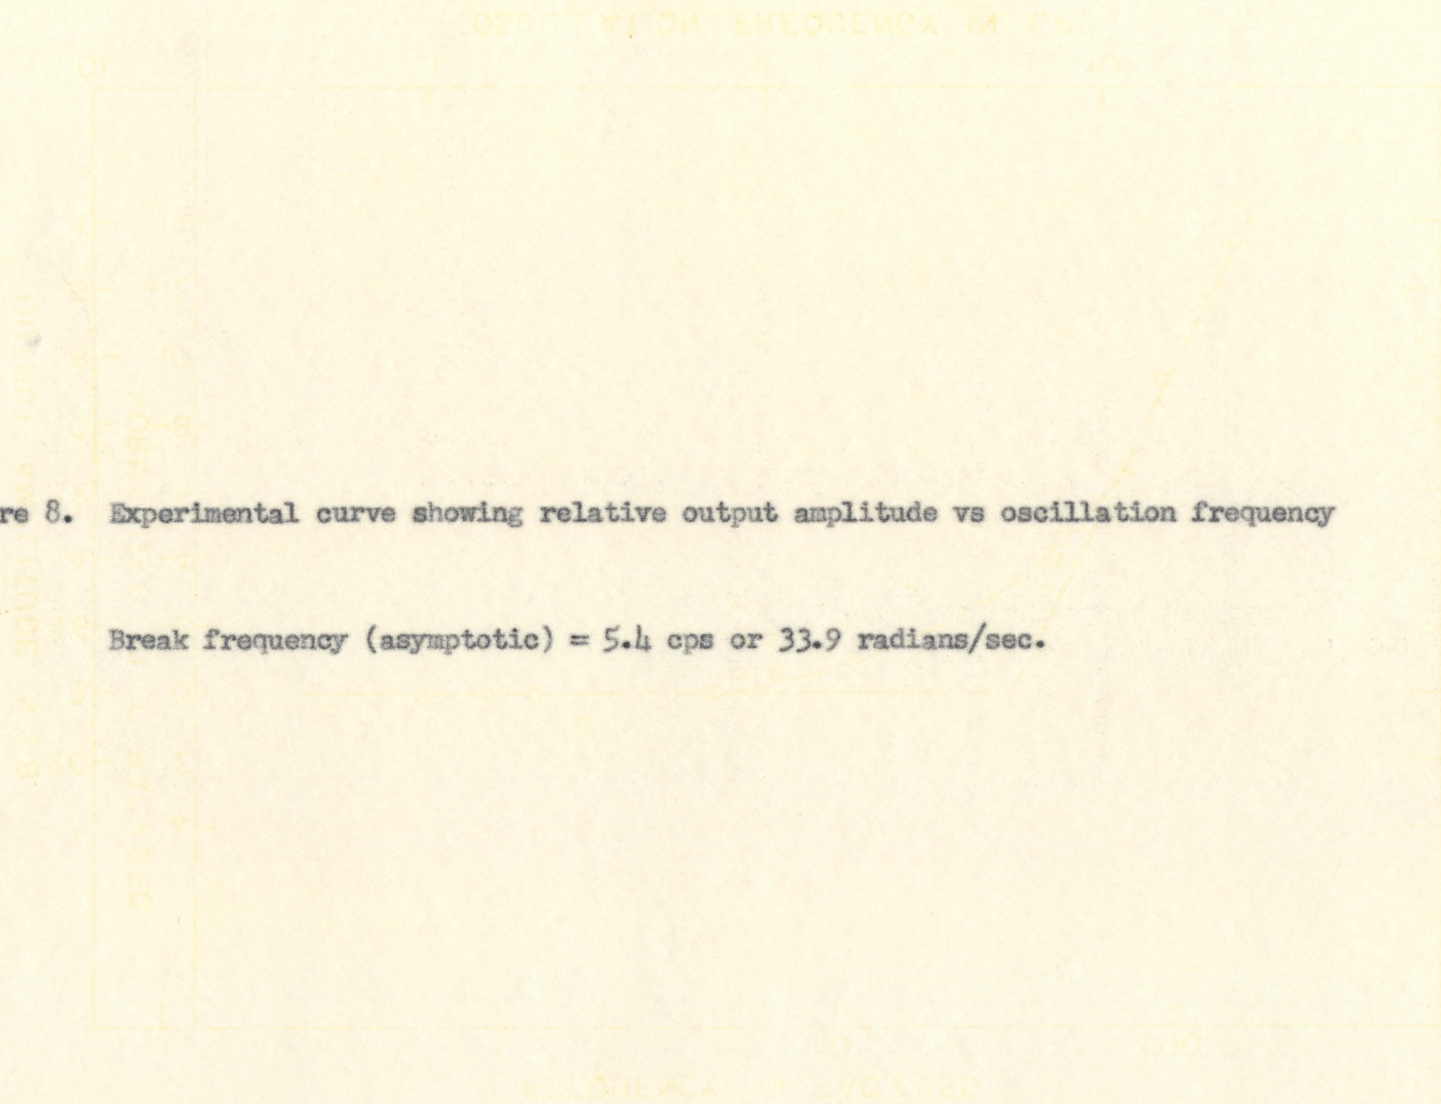 re 8. Experimental curve showing relative output amplitude vs oscillation frequency
Break frequency (asymptotic) = 5.4 cps or 33.9 radians/sec.